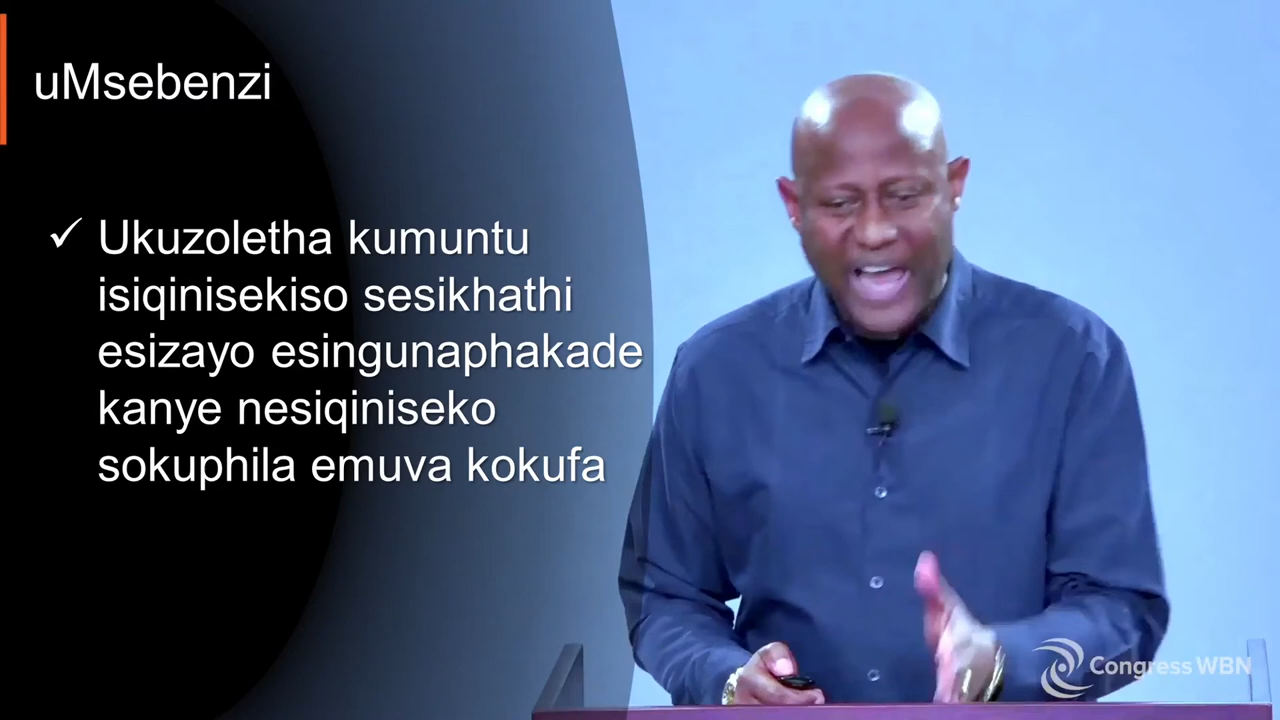 uMsebenzi
✓ Ukuzoletha kumuntu
isiqinisekiso sesikhathi
esizayo esingunaphakade
kanye nesiqiniseko
sokuphila emuva kokufa
Congress WBN